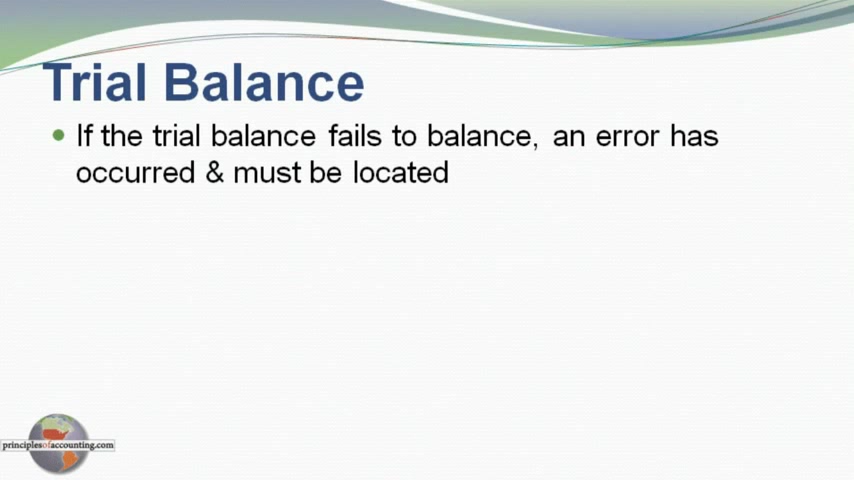 Trial Balance
• If the trial balance fails to balance, an error has
occurred & must be located
principlesofaccounting.com